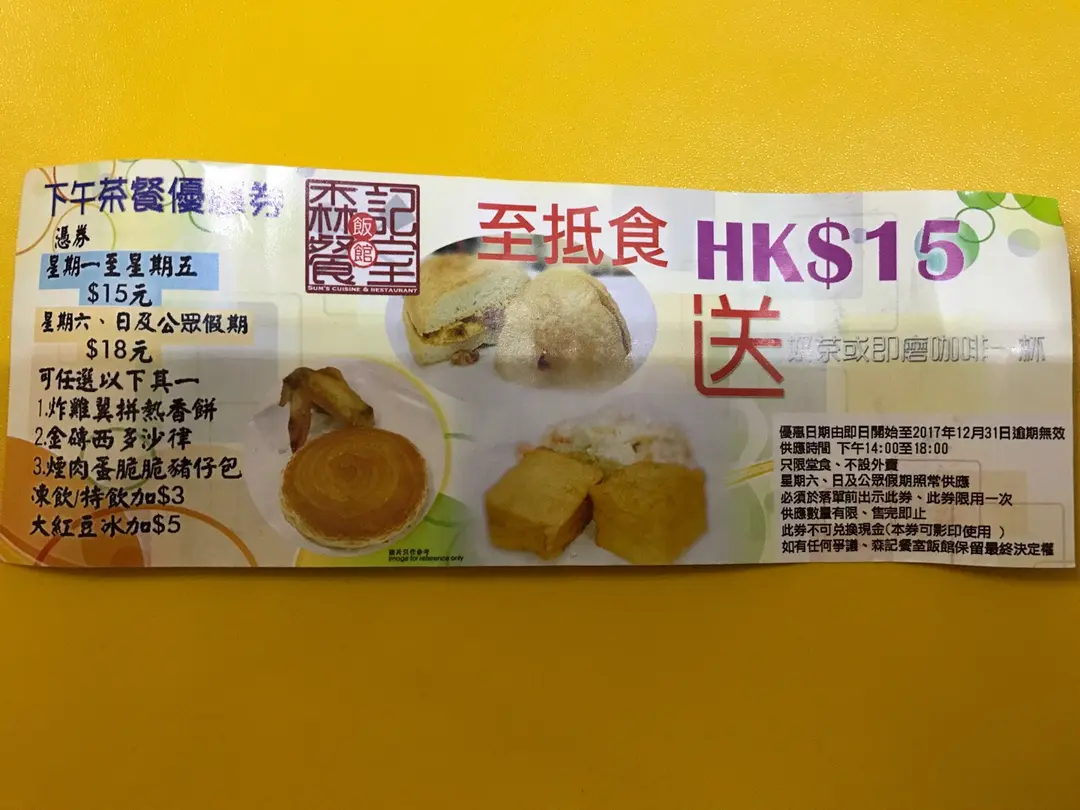 下午茶餐優惠券
憑券
星期一至星期五
$15元
星期六、日及公眾假期
$18元
可任選以下其一
1.炸雞翼拼熱香餅
2.金磚西多沙律
3.煙肉蛋脆脆豬仔包
凍飲/特飲加$3
大紅豆冰加$5
森記
餐室
飯館
SUM'S CUISINE & RESTAURANT
至抵食 HK$15
送
茶或即磨咖啡一杯
圖片只作參考
image for reference only
優惠日期由即日開始至2017年12月31日逾期無效
供應時間 下午14:00至18:00
只限堂食、不設外賣
星期六、日及公眾假期照常供應
必須於落單前出示此券、此券限用一次
供應數量有限、售完即止
此券不可兌換現金(本券可影印使用 )
如有任何爭議、森記餐室飯館保留最終決定權